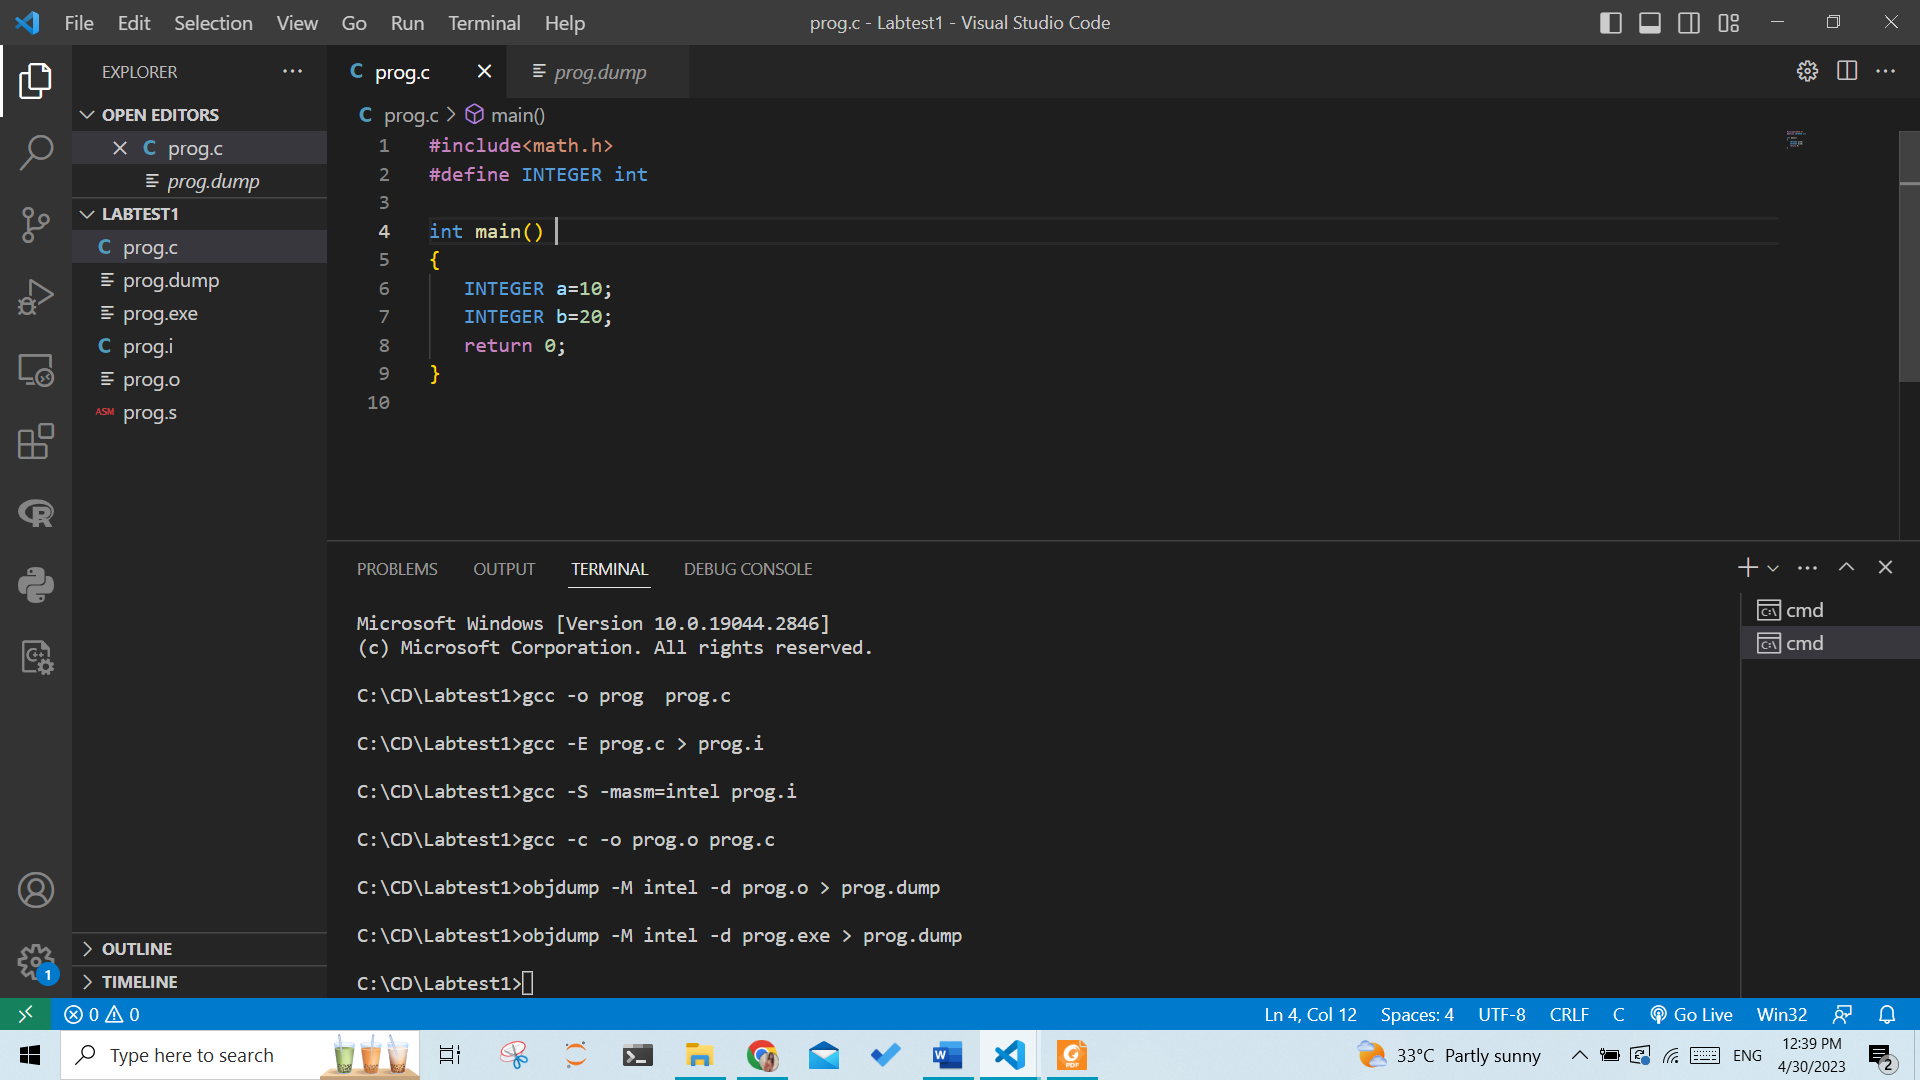 File Edit Selection View Go Run Terminal Help
prog.c - Labtest1 - Visual Studio Code
EXPLORER
OPEN EDITORS
C prog.c
prog.dump
LABTEST1
C prog.c
prog.dump
prog.exe
C prog.i
prog.o
ASM prog.s
OUTLINE
TIMELINE
C prog.c
prog.dump
C prog.c > main()
1 #include<math.h>
2 #define INTEGER int
3
4 int main()
5 {
6 INTEGER a=10;
7 INTEGER b=20;
8 return 0;
9 }
10
PROBLEMS OUTPUT TERMINAL DEBUG CONSOLE
Microsoft Windows [Version 10.0.19044.2846]
(c) Microsoft Corporation. All rights reserved.
C:\CD\Labtest1>gcc -o prog  prog.c
C:\CD\Labtest1>gcc -E prog.c > prog.i
C:\CD\Labtest1>gcc -S -masm=intel prog.i
C:\CD\Labtest1>gcc -c -o prog.o prog.c
C:\CD\Labtest1>objdump -M intel -d prog.o > prog.dump
C:\CD\Labtest1>objdump -M intel -d prog.exe > prog.dump
C:\CD\Labtest1>
cmd
cmd
1
0 0
Ln 4, Col 12 Spaces: 4 UTF-8 CRLF C Go Live Win32
Type here to search
33°C Partly sunny
ENG
12:39 PM
4/30/2023
2